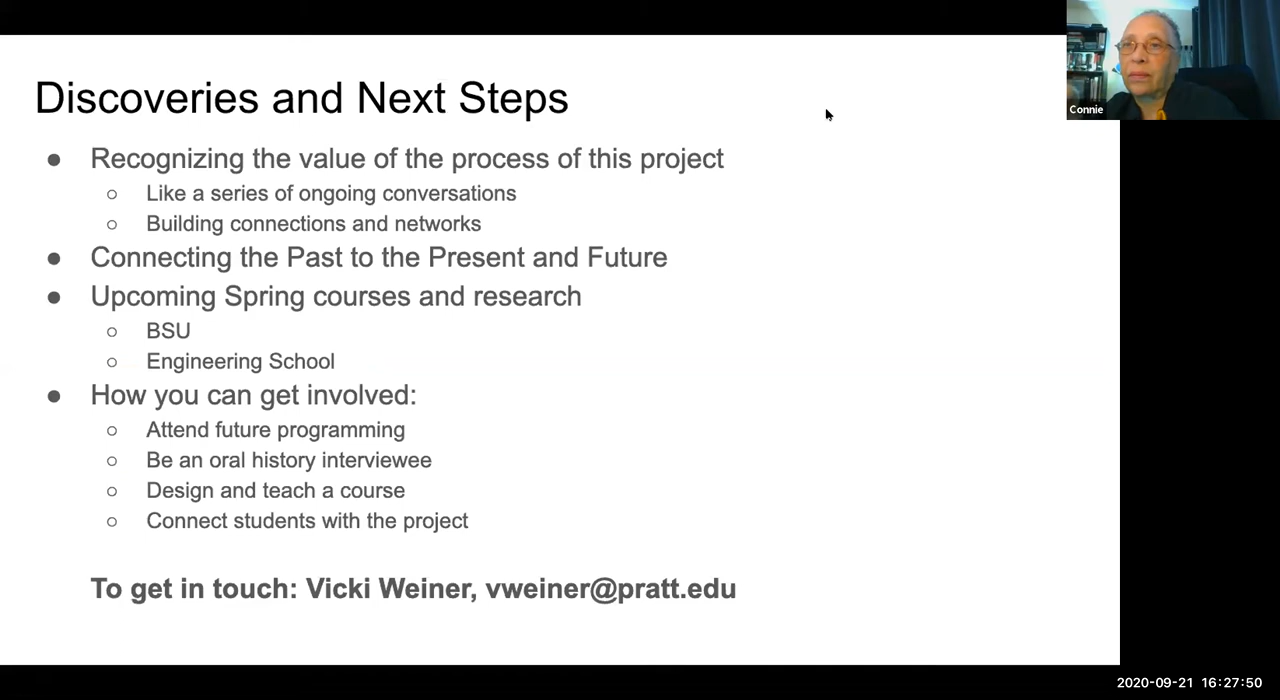 Discoveries and Next Steps
● Recognizing the value of the process of this project
○ Like a series of ongoing conversations
○ Building connections and networks
● Connecting the Past to the Present and Future
● Upcoming Spring courses and research
○ BSU
○ Engineering School
● How you can get involved:
○ Attend future programming
○ Be an oral history interviewee
○ Design and teach a course
○ Connect students with the project
To get in touch: Vicki Weiner, vweiner@pratt.edu
Connie
2020-09-21 16:27:50